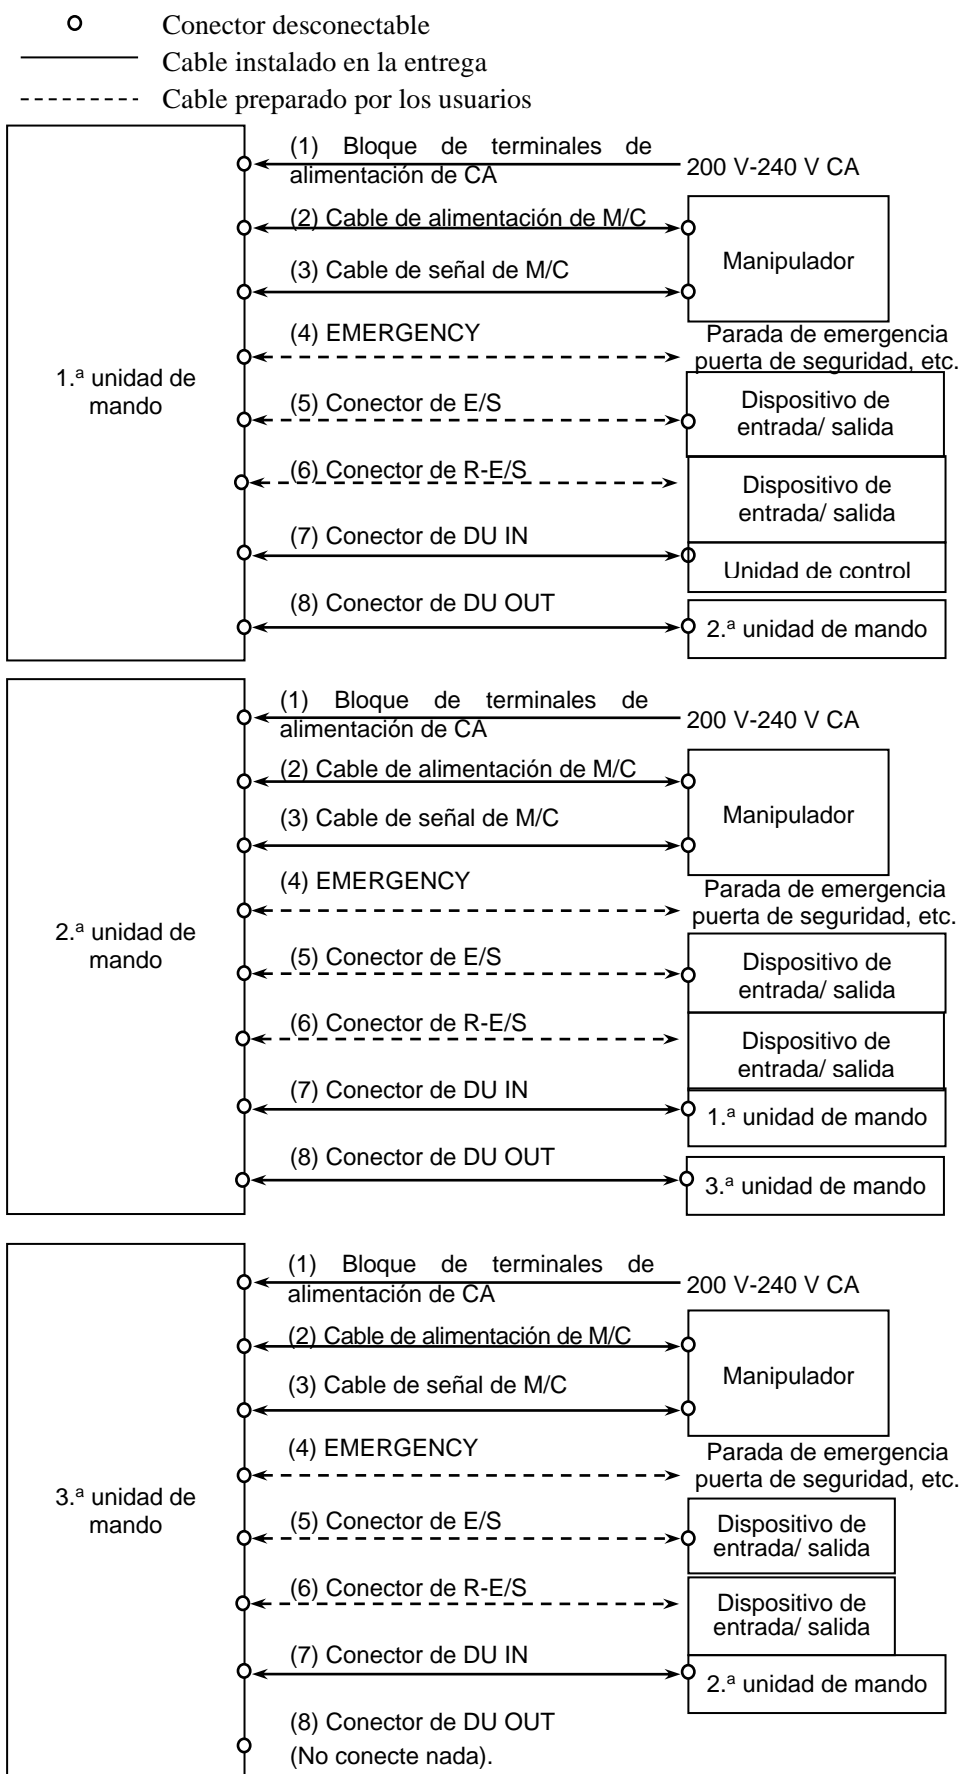 Conector desconectable
Cable instalado en la entrega
Cable preparado por los usuarios
1.ª unidad de
mando
(1) Bloque de terminales de
alimentación de CA
200 V-240 V CA
(2) Cable de alimentación de M/C
(3) Cable de señal de M/C
Manipulador
(4) EMERGENCY
Parada de emergencia
puerta de seguridad, etc.
(5) Conector de E/S
Dispositivo de
entrada/ salida
(6) Conector de R-E/S
Dispositivo de
entrada/ salida
(7) Conector de DU IN
Unidad de control
(8) Conector de DU OUT
2.ª unidad de mando
2.ª unidad de
mando
(1) Bloque de terminales de
alimentación de CA
200 V-240 V CA
(2) Cable de alimentación de M/C
(3) Cable de señal de M/C
Manipulador
(4) EMERGENCY
Parada de emergencia
puerta de seguridad, etc.
(5) Conector de E/S
Dispositivo de
entrada/ salida
(6) Conector de R-E/S
Dispositivo de
entrada/ salida
(7) Conector de DU IN
1.ª unidad de mando
(8) Conector de DU OUT
3.ª unidad de mando
3.ª unidad de
mando
(1) Bloque de terminales de
alimentación de CA
200 V-240 V CA
(2) Cable de alimentación de M/C
(3) Cable de señal de M/C
Manipulador
(4) EMERGENCY
Parada de emergencia
puerta de seguridad, etc.
(5) Conector de E/S
Dispositivo de
entrada/ salida
(6) Conector de R-E/S
Dispositivo de
entrada/ salida
(7) Conector de DU IN
2.ª unidad de mando
(8) Conector de DU OUT
(No conecte nada).